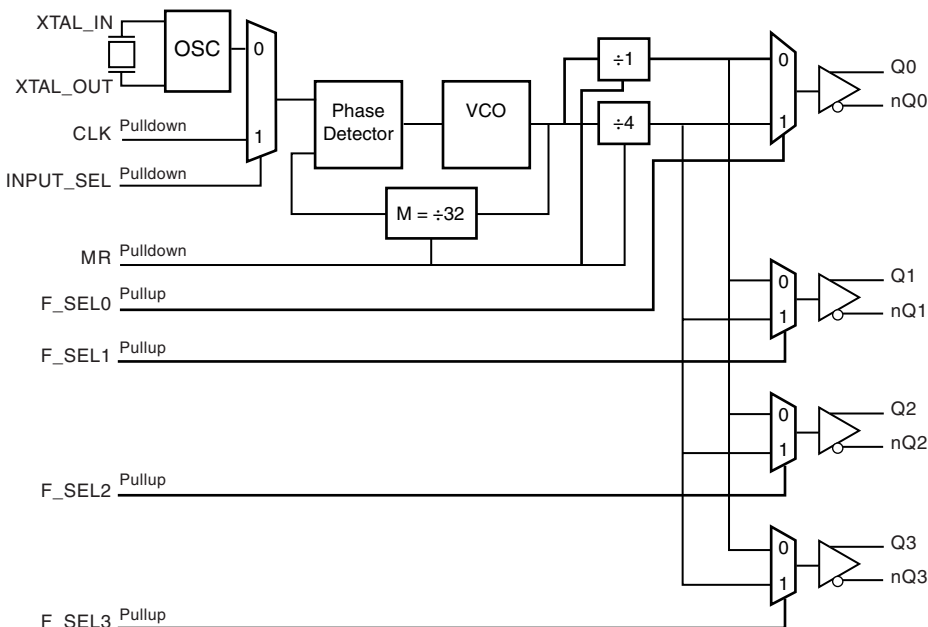 XTAL_IN
OSC
XTAL_OUT
0
1
CLK Pulldown
INPUT_SEL Pulldown
Phase
Detector
VCO
÷1
÷4
M = ÷32
MR Pulldown
F_SEL0 Pullup
F_SEL1 Pullup
F_SEL2 Pullup
F_SEL3 Pullup
0
1
Q0
nQ0
0
1
Q1
nQ1
0
1
Q2
nQ2
0
1
Q3
nQ3